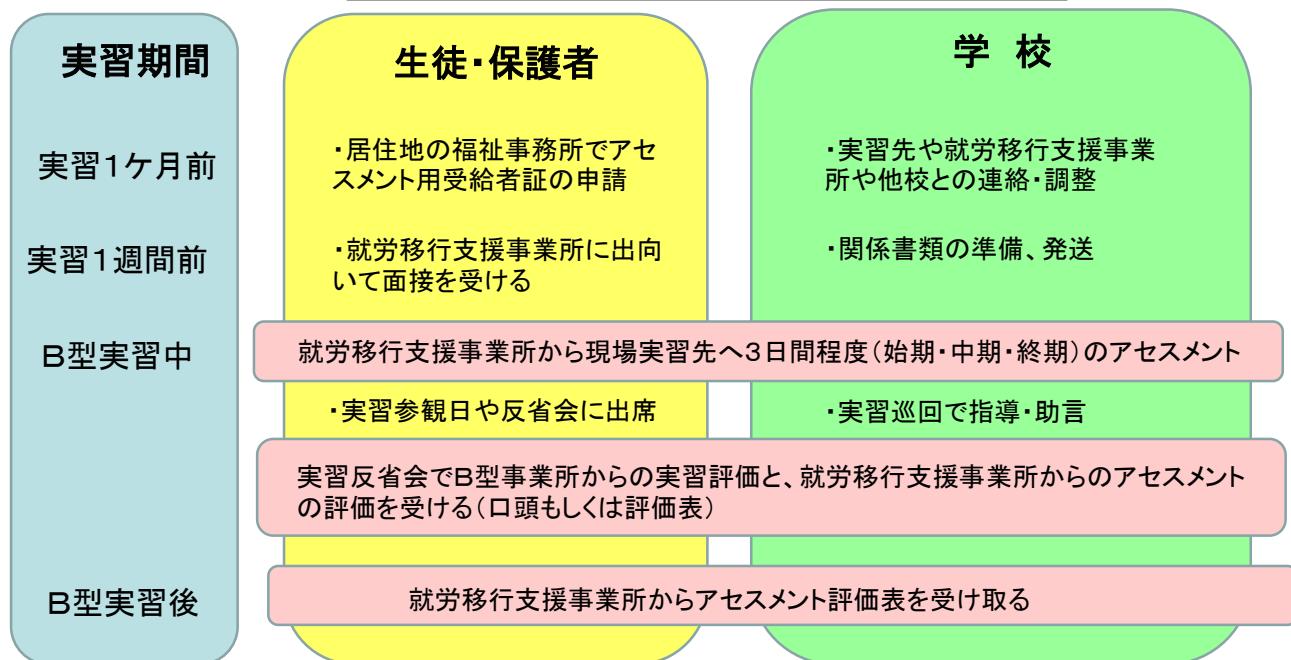 実習期間
生徒・保護者
学 校
実習1ケ月前
・居住地の福祉事務所でアセ
スメント用受給者証の申請
・実習先や就労移行支援事業
所や他校との連絡・調整
実習1週間前
・就労移行支援事業所に出向
いて面接を受ける
・関係書類の準備、発送
B型実習中
就労移行支援事業所から現場実習先へ3日間程度(始期・中期・終期)のアセスメント
・実習参観日や反省会に出席
・実習巡回で指導・助言
実習反省会でB型事業所からの実習評価と、就労移行支援事業所からのアセスメント
の評価を受ける(口頭もしくは評価表)
B型実習後
就労移行支援事業所からアセスメント評価表を受け取る